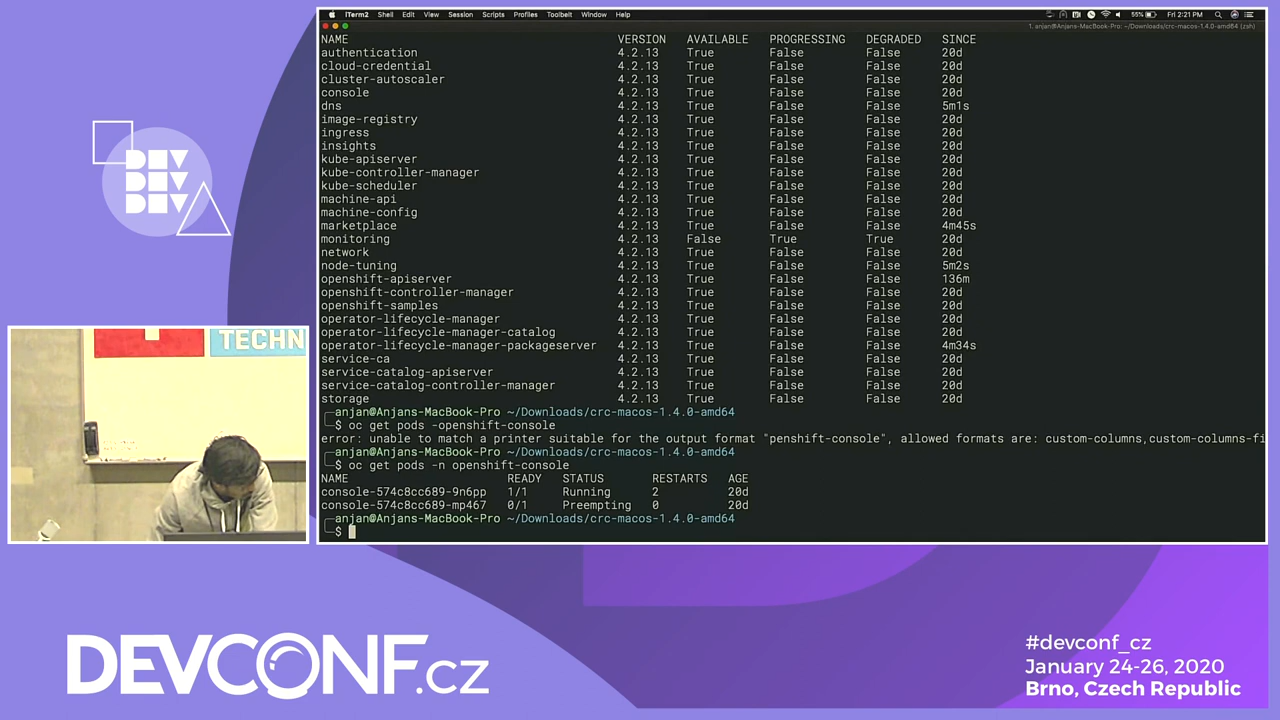 iTerm2 Shell Edit View Session Scripts Profiles Toolbelt Window Help 55% Fri 2:21 PM
1. anjan@Anjans-MacBook-Pro: ~/Downloads/crc-macos-1.4.0-amd64 (zsh)
NAME VERSION AVAILABLE PROGRESSING DEGRADED SINCE
authentication 4.2.13 True False False 20d
cloud-credential 4.2.13 True False False 20d
cluster-autoscaler 4.2.13 True False False 20d
console 4.2.13 True False False 20d
dns 4.2.13 True False False 5m1s
image-registry 4.2.13 True False False 20d
ingress 4.2.13 True False False 20d
insights 4.2.13 True False False 20d
kube-apiserver 4.2.13 True False False 20d
kube-controller-manager 4.2.13 True False False 20d
kube-scheduler 4.2.13 True False False 20d
machine-api 4.2.13 True False False 20d
machine-config 4.2.13 True False False 20d
marketplace 4.2.13 True False False 4m45s
monitoring 4.2.13 False True True 20d
network 4.2.13 True False False 20d
node-tuning 4.2.13 True False False 5m2s
openshift-apiserver 4.2.13 True False False 136m
openshift-controller-manager 4.2.13 True False False 20d
openshift-samples 4.2.13 True False False 20d
operator-lifecycle-manager 4.2.13 True False False 20d
operator-lifecycle-manager-catalog 4.2.13 True False False 20d
operator-lifecycle-manager-packageserver 4.2.13 True False False 4m34s
service-ca 4.2.13 True False False 20d
service-catalog-apiserver 4.2.13 True False False 20d
service-catalog-controller-manager 4.2.13 True False False 20d
storage 4.2.13 True False False 20d
anjan@Anjans-MacBook-Pro ~/Downloads/crc-macos-1.4.0-amd64
$ oc get pods -openshift-console
error: unable to match a printer suitable for the output format "penshift-console", allowed formats are: custom-columns,custom-columns-fi
anjan@Anjans-MacBook-Pro ~/Downloads/crc-macos-1.4.0-amd64
$ oc get pods -n openshift-console
NAME READY STATUS RESTARTS AGE
console-574c8cc689-9n6pp 1/1 Running 2 20d
console-574c8cc689-mp467 0/1 Preempting 0 20d
anjan@Anjans-MacBook-Pro ~/Downloads/crc-macos-1.4.0-amd64
$
DEV
DEV
DEV
TECHN
DEVCONF.cz
#devconf_cz
January 24-26, 2020
Brno, Czech Republic